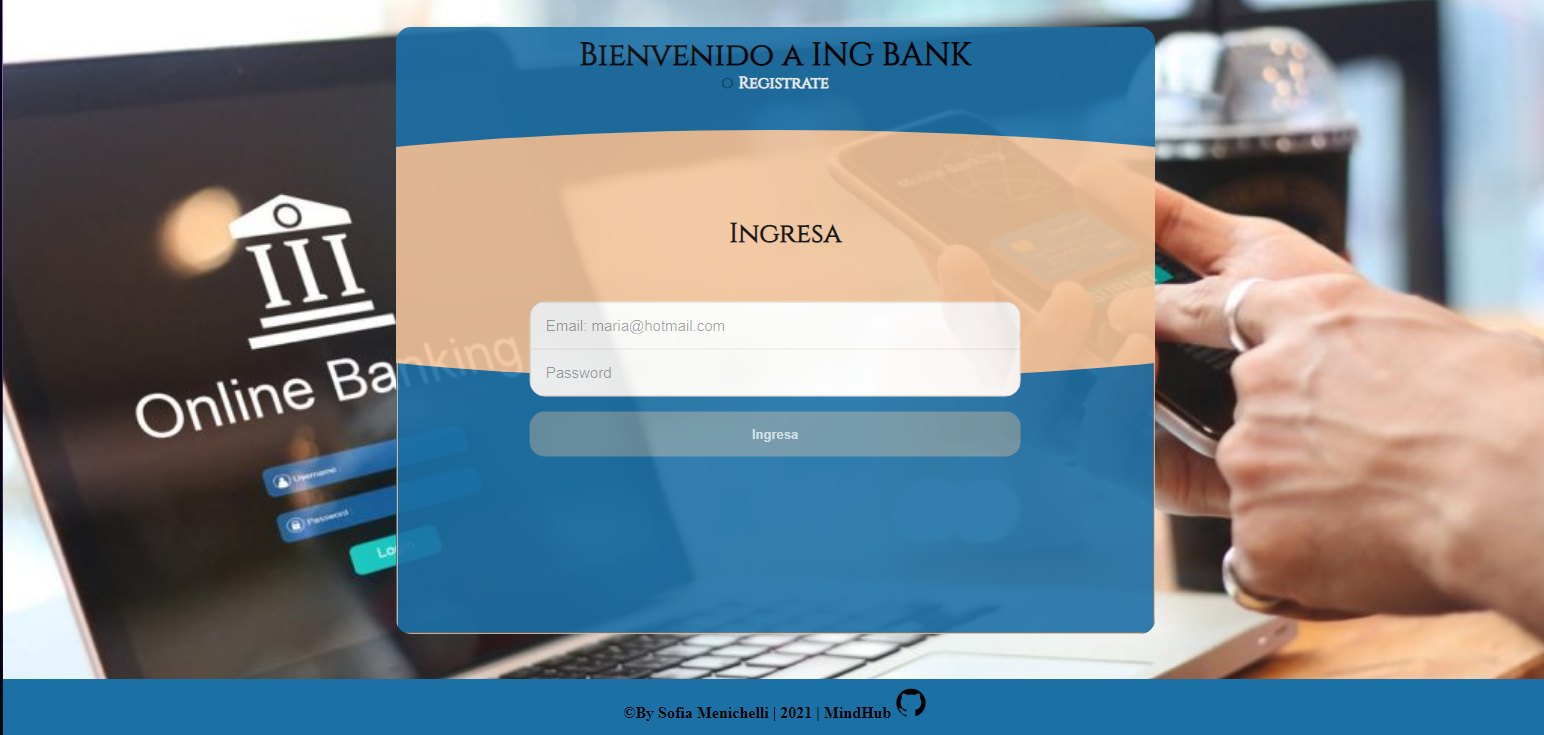 Bienvenido a ING BANK
o Registrate
Mobile Banking
Ingresa
Email: maria@hotmail.com
Password
Ingresa
Online Banking
Username
Password
Login
©By Sofia Menichelli | 2021 | MindHub